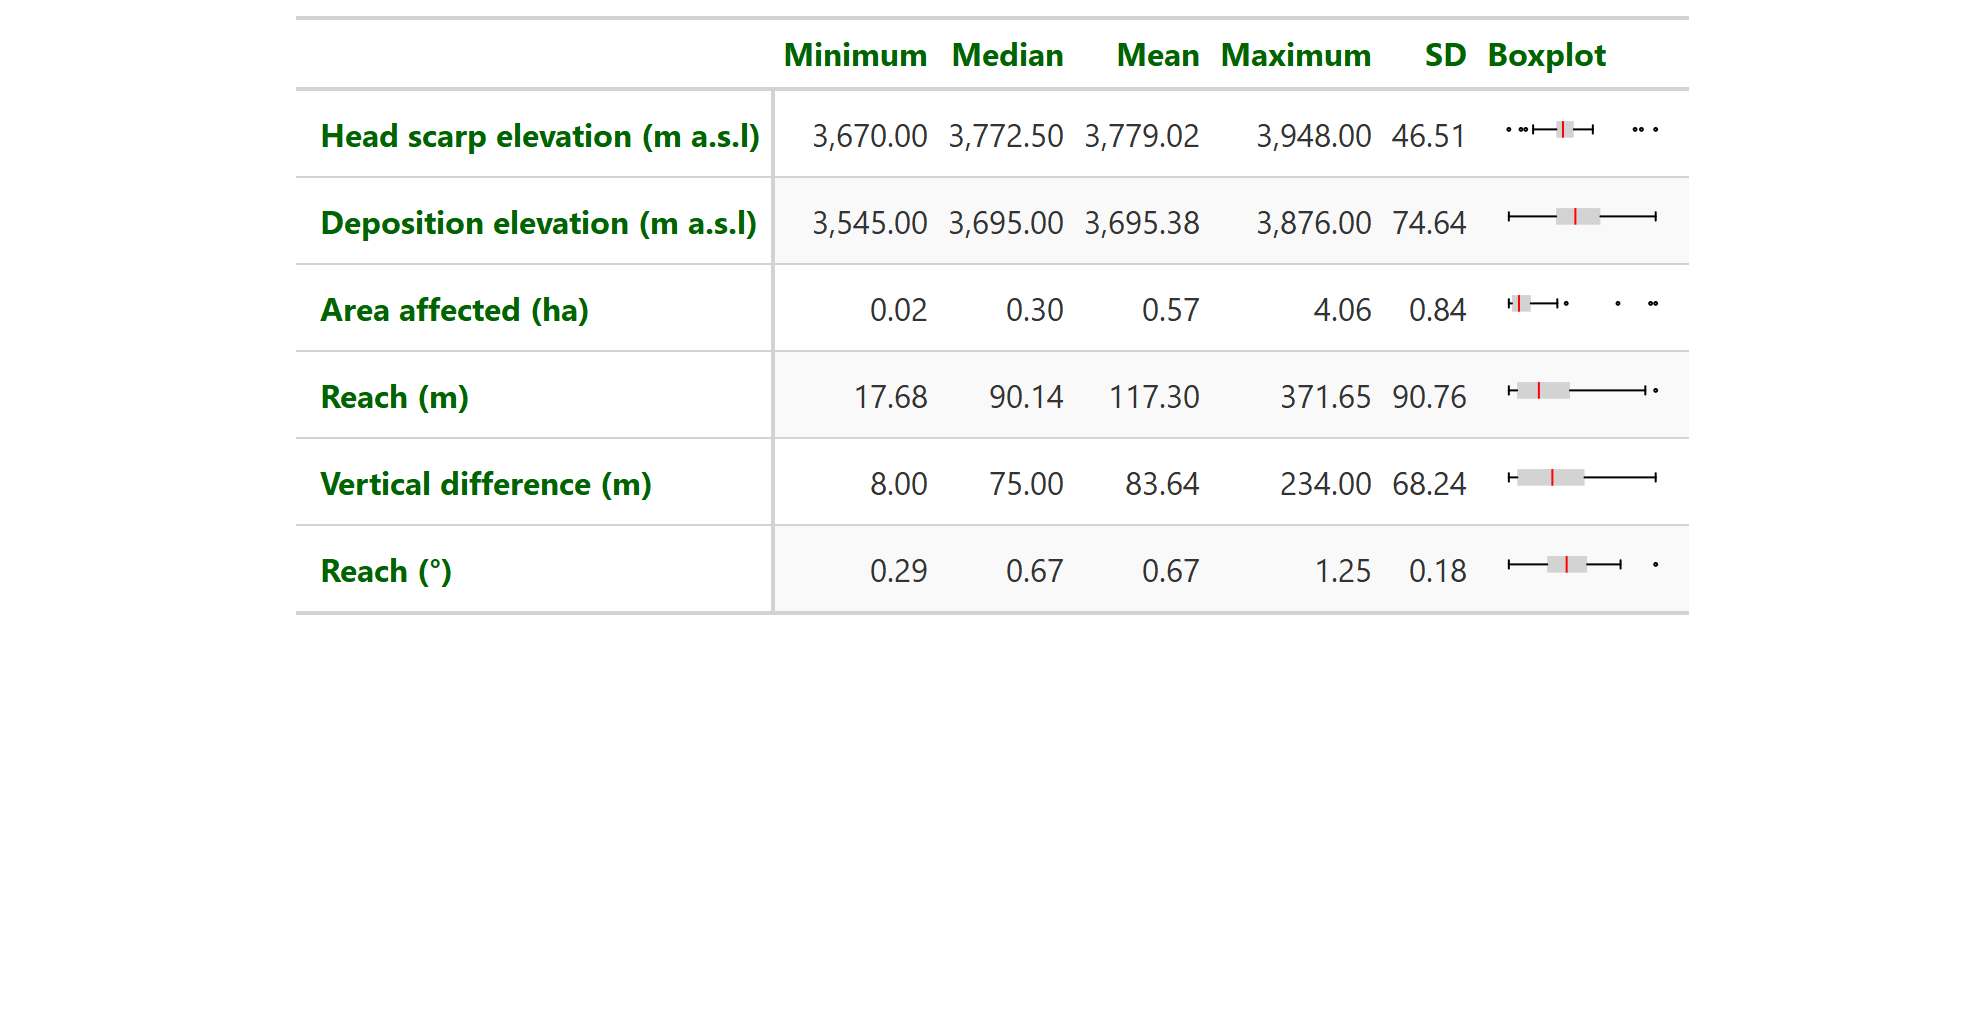 Minimum Median Mean Maximum SD Boxplot
Head scarp elevation (m a.s.l) 3,670.00 3,772.50 3,779.02 3,948.00 46.51
Deposition elevation (m a.s.l) 3,545.00 3,695.00 3,695.38 3,876.00 74.64
Area affected (ha) 0.02 0.30 0.57 4.06 0.84
Reach (m) 17.68 90.14 117.30 371.65 90.76
Vertical difference (m) 8.00 75.00 83.64 234.00 68.24
Reach (°) 0.29 0.67 0.67 1.25 0.18